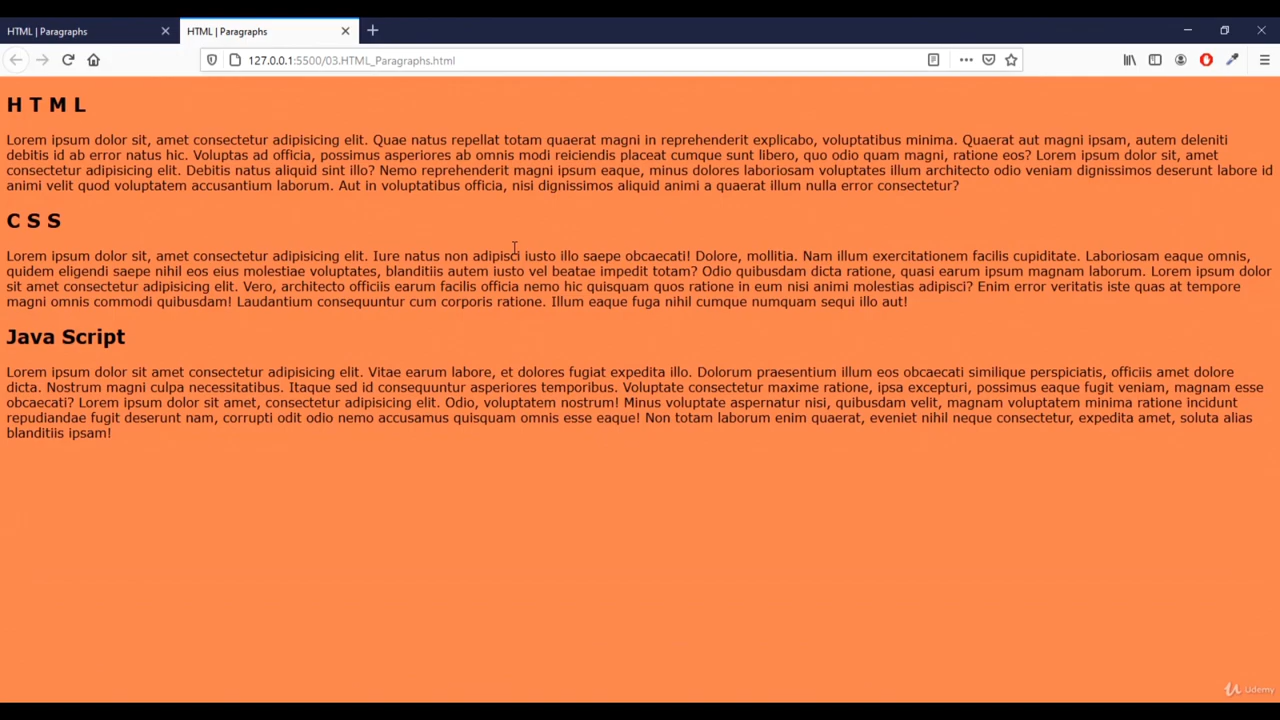 HTML | Paragraphs
HTML | Paragraphs
127.0.0.1:5500/03.HTML_Paragraphs.html
H T M L
Lorem ipsum dolor sit, amet consectetur adipisicing elit. Quae natus repellat totam quaerat magni in reprehenderit explicabo, voluptatibus minima. Quaerat aut magni ipsam, autem deleniti
debitis id ab error natus hic. Voluptas ad officia, possimus asperiores ab omnis modi reiciendis placeat cumque sunt libero, quo odio quam magni, ratione eos? Lorem ipsum dolor sit, amet
consectetur adipisicing elit. Debitis natus aliquid sint illo? Nemo reprehenderit magni ipsum eaque, minus dolores laboriosam voluptates illum architecto odio veniam dignissimos deserunt labore id
animi velit quod voluptatem accusantium laborum. Aut in voluptatibus officia, nisi dignissimos aliquid animi a quaerat illum nulla error consectetur?
C S S
Lorem ipsum dolor sit, amet consectetur adipisicing elit. Iure natus non adipisci iusto illo saepe obcaecati! Dolore, mollitia. Nam illum exercitationem facilis cupiditate. Laboriosam eaque omnis,
quidem eligendi saepe nihil eos eius molestiae voluptates, blanditiis autem iusto vel beatae impedit totam? Odio quibusdam dicta ratione, quasi earum ipsum magnam laborum. Lorem ipsum dolor
sit amet consectetur adipisicing elit. Vero, architecto officiis earum facilis officia nemo hic quisquam quos ratione in eum nisi animi molestias adipisci? Enim error veritatis iste quas at tempore
magni omnis commodi quibusdam! Laudantium consequuntur cum corporis ratione. Illum eaque fuga nihil cumque numquam sequi illo aut!
Java Script
Lorem ipsum dolor sit amet consectetur adipisicing elit. Vitae earum labore, et dolores fugiat expedita illo. Dolorum praesentium illum eos obcaecati similique perspiciatis, officiis amet dolore
dicta. Nostrum magni culpa necessitatibus. Itaque sed id consequuntur asperiores temporibus. Voluptate consectetur maxime ratione, ipsa excepturi, possimus eaque fugit veniam, magnam esse
obcaecati? Lorem ipsum dolor sit amet, consectetur adipisicing elit. Odio, voluptatem nostrum! Minus voluptate aspernatur nisi, quibusdam velit, magnam voluptatem minima ratione incidunt
repudiandae fugit deserunt nam, corrupti odit odio nemo accusamus quisquam omnis esse eaque! Non totam laborum enim quaerat, eveniet nihil neque consectetur, expedita amet, soluta alias
blanditiis ipsam!
Udemy